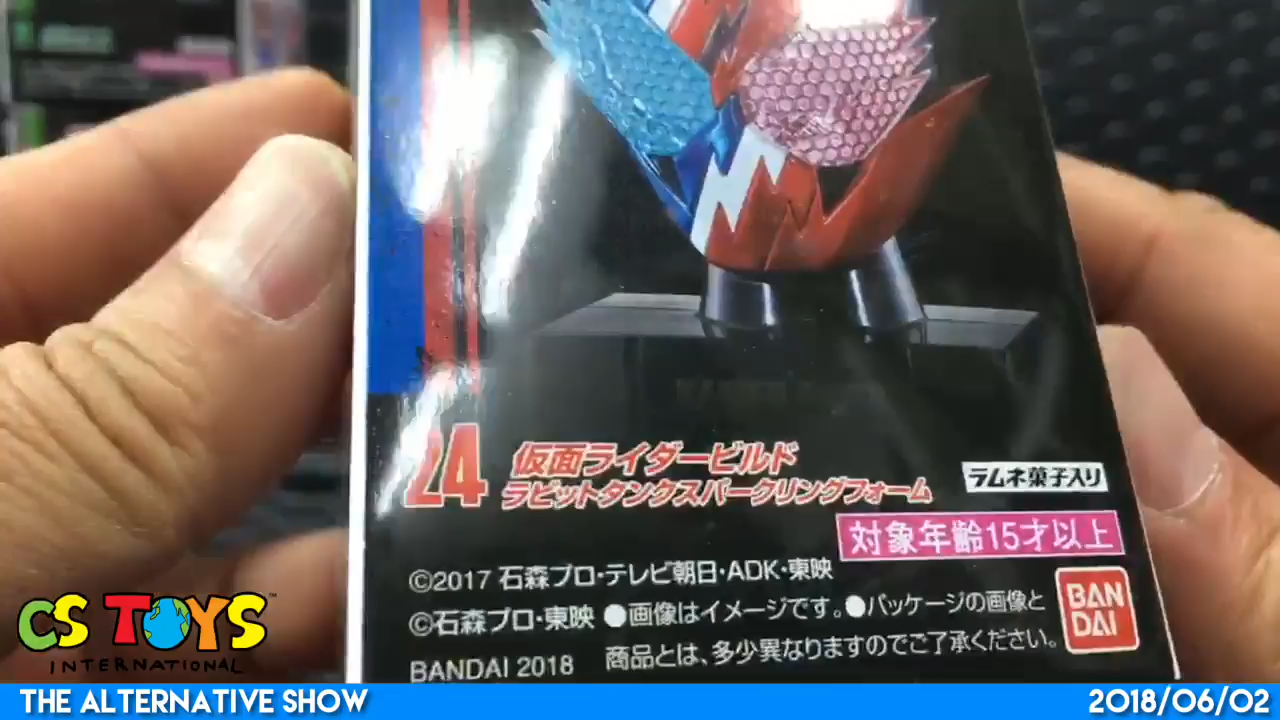 24 仮面ライダービルド
ラビットタンクスパークリングフォーム
ラムネ菓子入り
対象年齢15才以上
©2017 石森プロ・テレビ朝日・ADK・東映
©石森プロ・東映 ●画像はイメージです。●パッケージの画像と
BANDAI 2018 商品とは、多少異なりますのでご了承ください。
BAN
DAI
CS TOYS™
INTERNATIONAL
THE ALTERNATIVE SHOW
2018/06/02